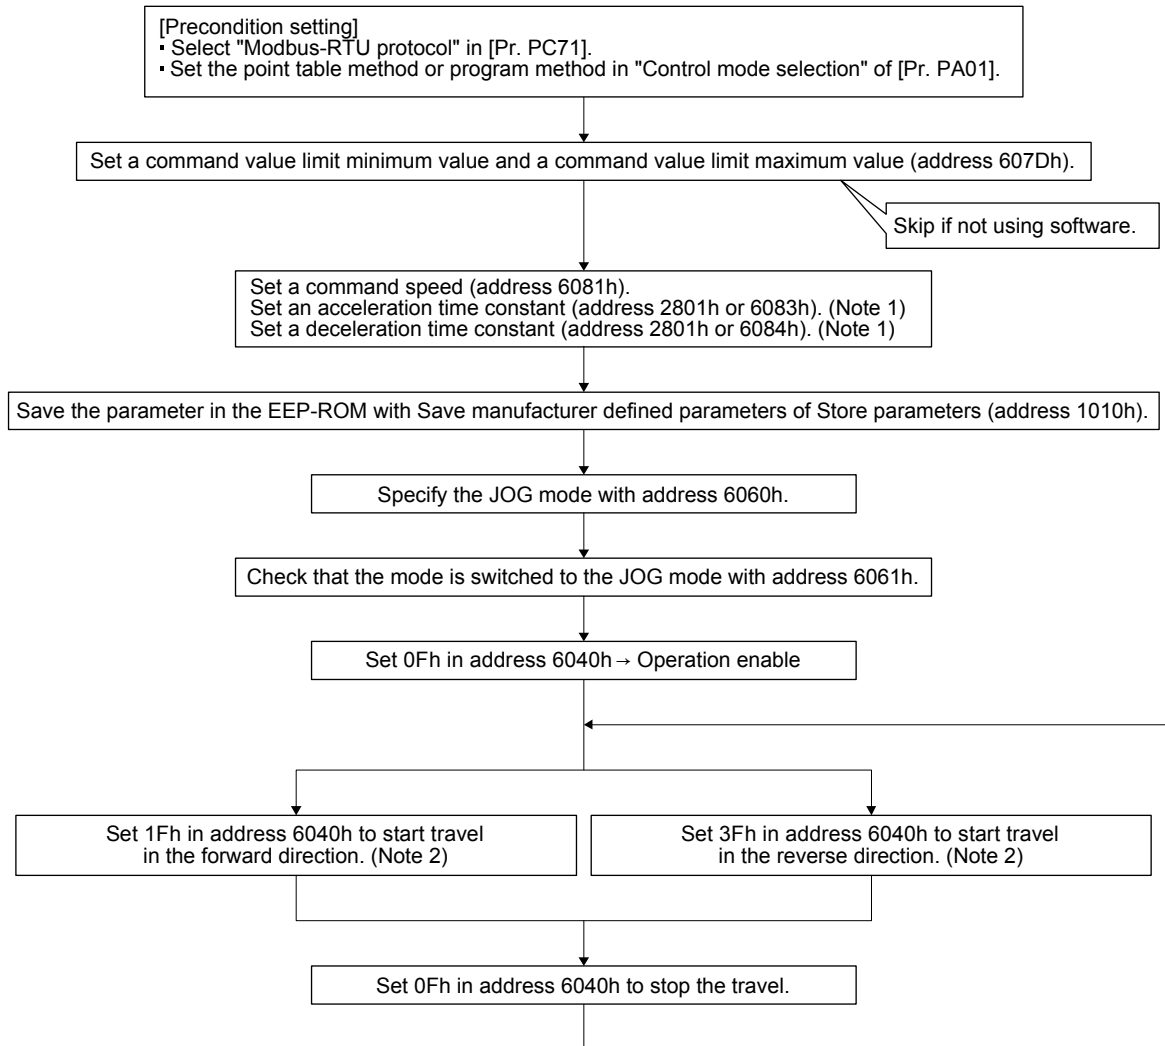 [Precondition setting]
▪ Select "Modbus-RTU protocol" in [Pr. PC71].
▪ Set the point table method or program method in "Control mode selection" of [Pr. PA01].
Set a command value limit minimum value and a command value limit maximum value (address 607Dh).
Skip if not using software.
Set a command speed (address 6081h).
Set an acceleration time constant (address 2801h or 6083h). (Note 1)
Set a deceleration time constant (address 2801h or 6084h). (Note 1)
Save the parameter in the EEP-ROM with Save manufacturer defined parameters of Store parameters (address 1010h).
Specify the JOG mode with address 6060h.
Check that the mode is switched to the JOG mode with address 6061h.
Set 0Fh in address 6040h → Operation enable
Set 1Fh in address 6040h to start travel
in the forward direction. (Note 2)
Set 3Fh in address 6040h to start travel
in the reverse direction. (Note 2)
Set 0Fh in address 6040h to stop the travel.